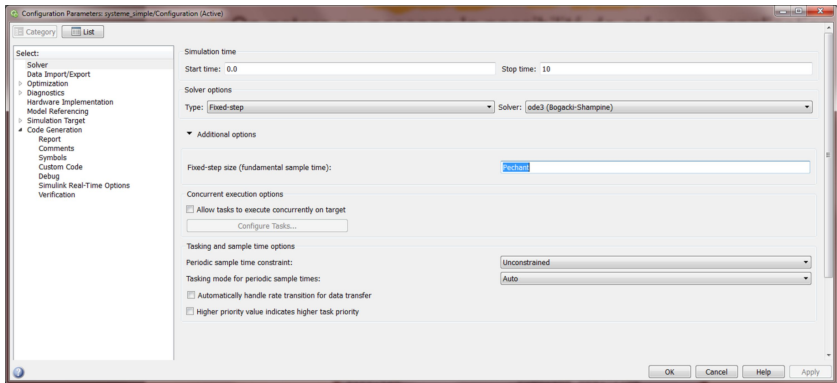 Configuration Parameters: systeme_simple/Configuration (Active)
Category List
Select:
Solver
Data Import/Export
Optimization
Diagnostics
Hardware Implementation
Model Referencing
Simulation Target
Code Generation
Report
Comments
Symbols
Custom Code
Debug
Simulink Real-Time Options
Verification
Simulation time
Start time: 0.0 Stop time: 10
Solver options
Type: Fixed-step Solver: ode3 (Bogacki-Shampine)
Additional options
Fixed-step size (fundamental sample time): Pechant
Concurrent execution options
Allow tasks to execute concurrently on target
Configure Tasks...
Tasking and sample time options
Periodic sample time constraint: Unconstrained
Tasking mode for periodic sample times: Auto
Automatically handle rate transition for data transfer
Higher priority value indicates higher task priority
OK Cancel Help Apply